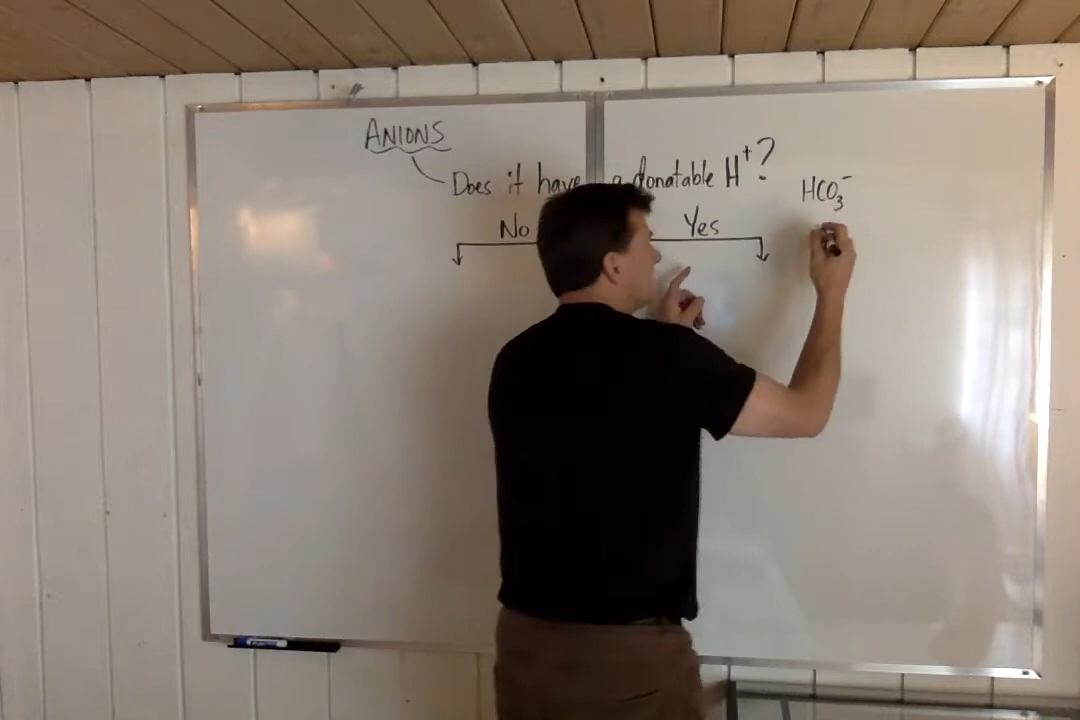 ANIONS
Does it have a donatable H⁺?
HCO₃⁻
No Yes